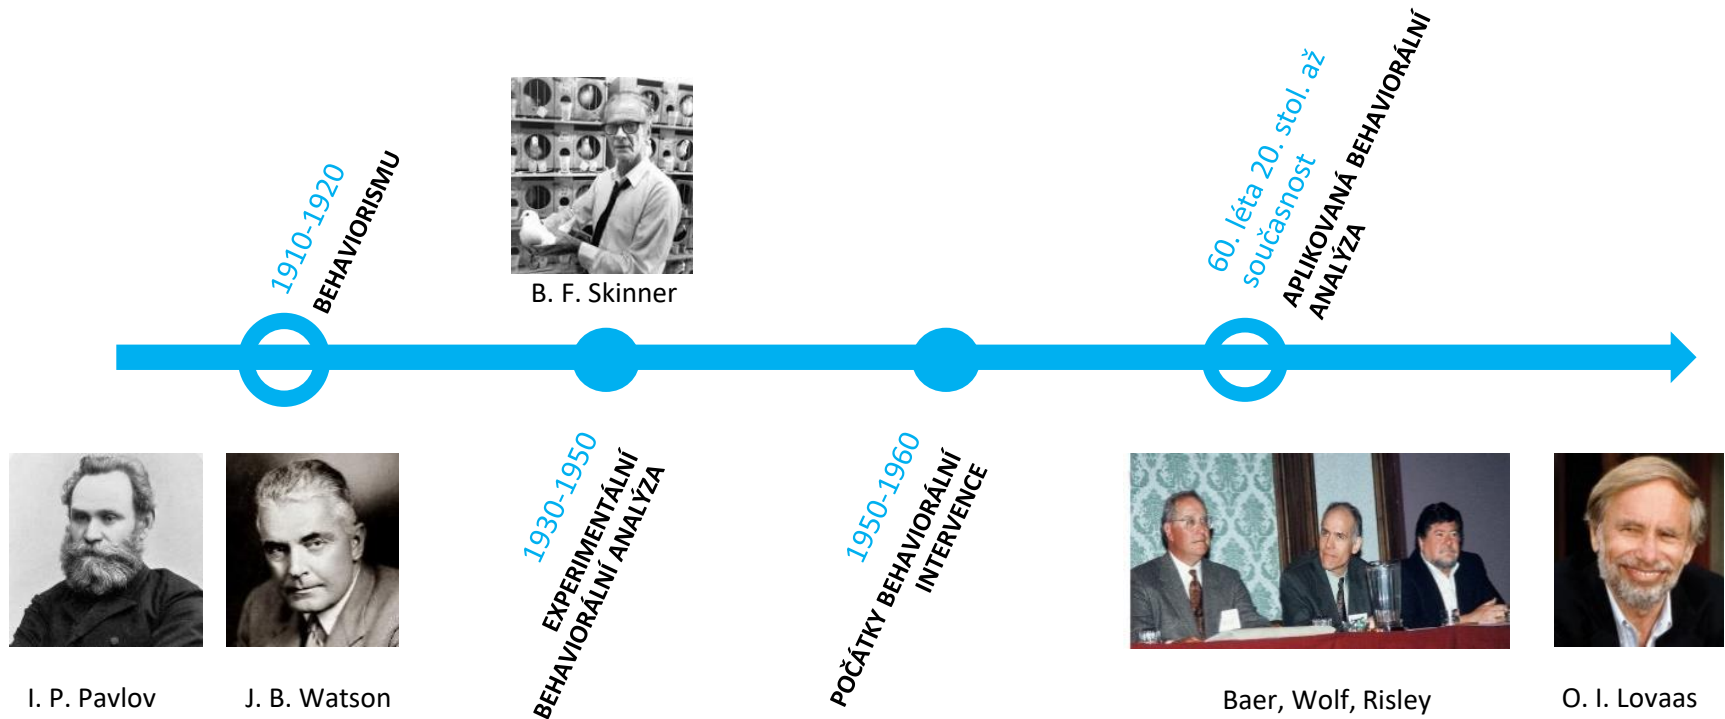 1910-1920
BEHAVIORISMU
B. F. Skinner
60. léta 20. stol. až
současnost
APLIKOVANÁ BEHAVIORÁLNÍ
ANALÝZA
1930-1950
EXPERIMENTÁLNÍ
BEHAVIORÁLNÍ ANALÝZA
1950-1960
POČÁTKY BEHAVIORÁLNÍ
INTERVENCE
I. P. Pavlov
J. B. Watson
Baer, Wolf, Risley
O. I. Lovaas